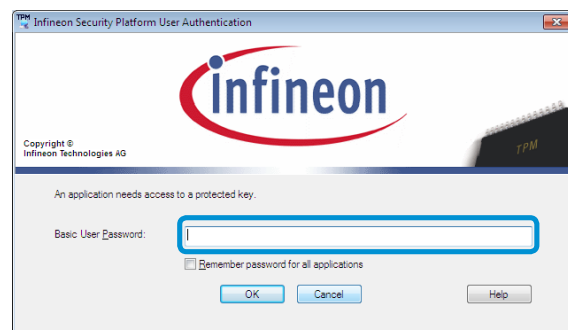 TPM Infineon Security Platform User Authentication
infineon
Copyright ©
Infineon Technologies AG
TPM
An application needs access to a protected key.
Basic User Password:
Remember password for all applications
OK Cancel Help